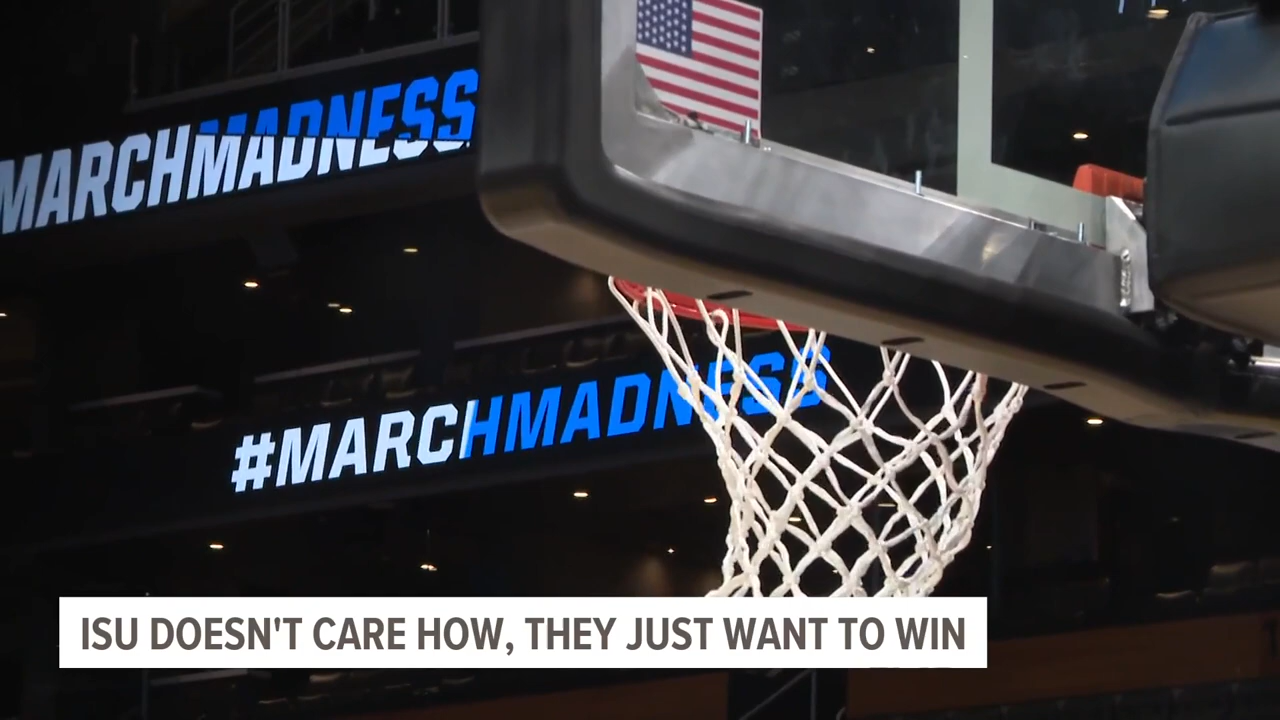 MARCHMADNESS
#MARCHMADNESS
ISU DOESN'T CARE HOW, THEY JUST WANT TO WIN